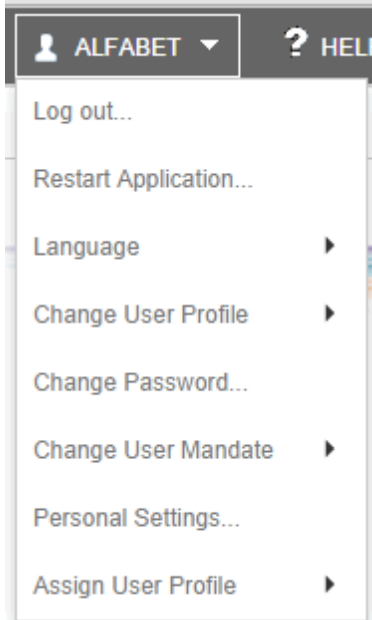 ALFABET
? HEL
Log out...
Restart Application...
Language
Change User Profile
Change Password...
Change User Mandate
Personal Settings...
Assign User Profile